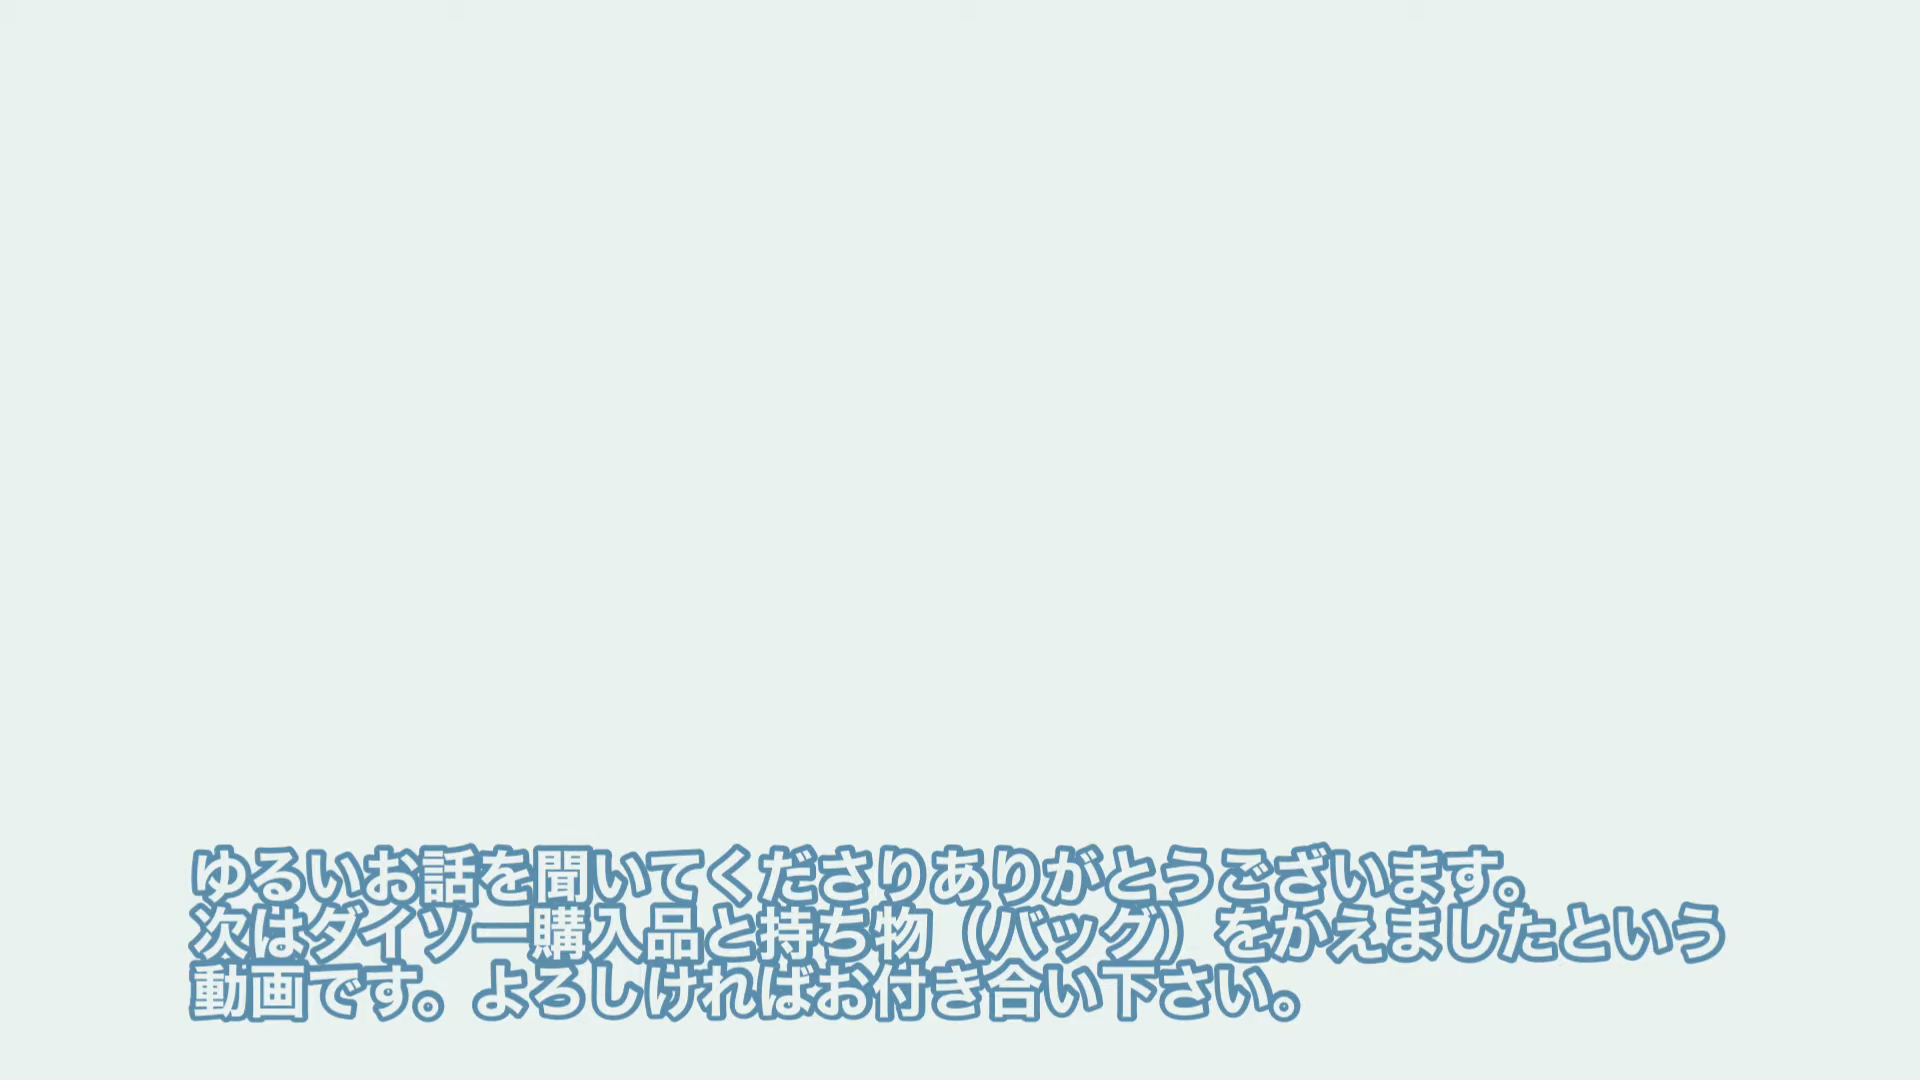 ゆるいお話を聞いてくださりありがとうございます。
次はダイソー購入品と持ち物（バッグ）をかえましたという
動画です。よろしければお付き合い下さい。